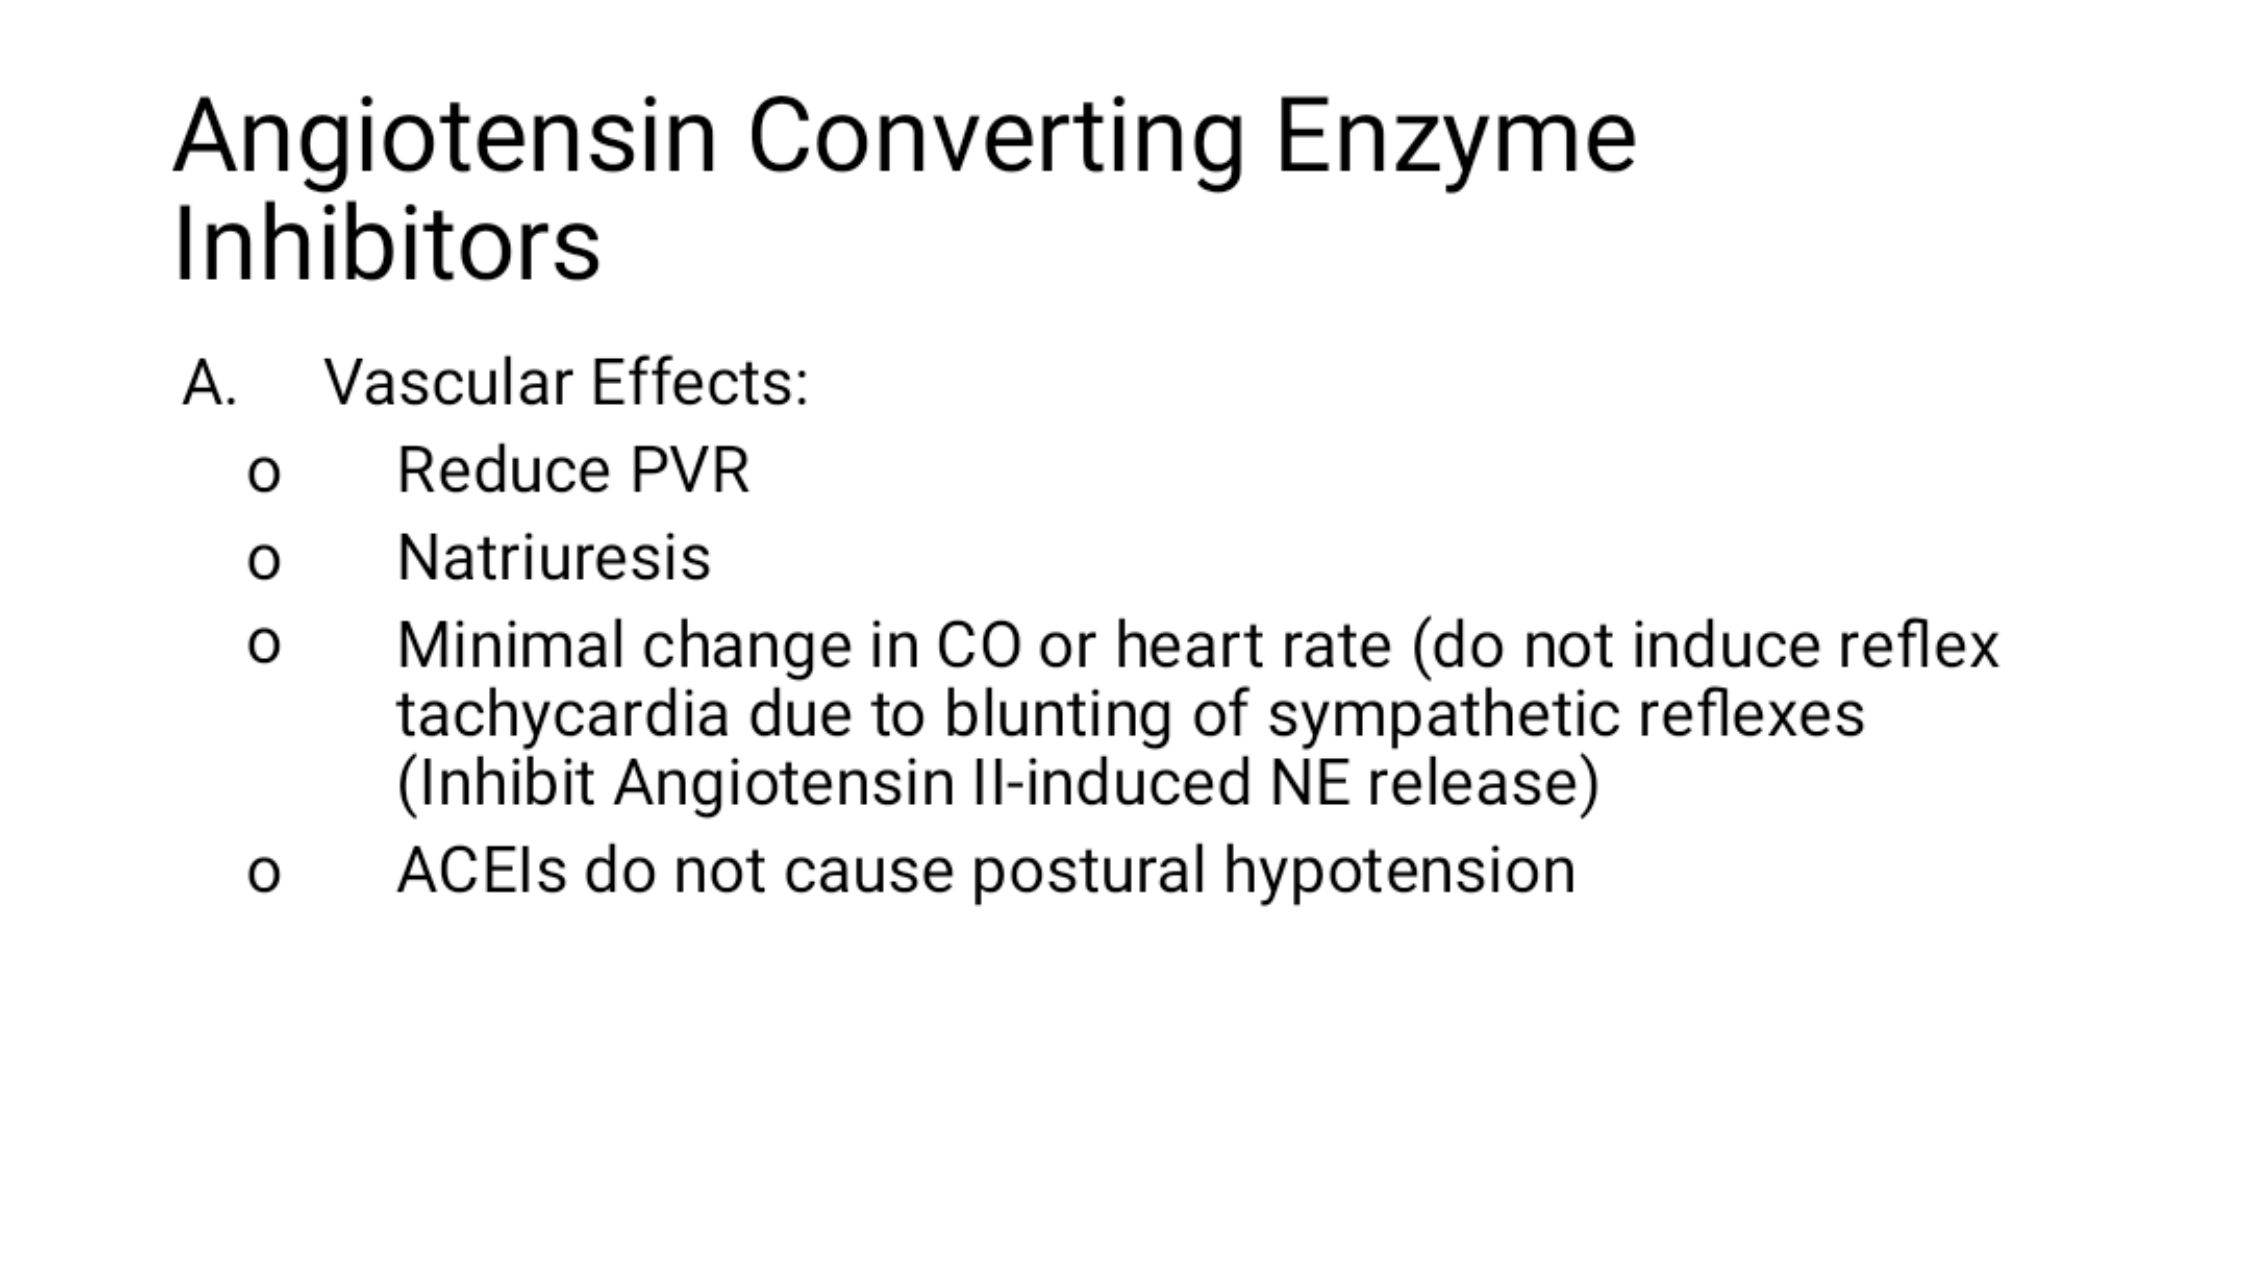 Angiotensin Converting Enzyme
Inhibitors
A. Vascular Effects:
o Reduce PVR
o Natriuresis
o Minimal change in CO or heart rate (do not induce reflex
tachycardia due to blunting of sympathetic reflexes
(Inhibit Angiotensin II-induced NE release)
o ACEIs do not cause postural hypotension